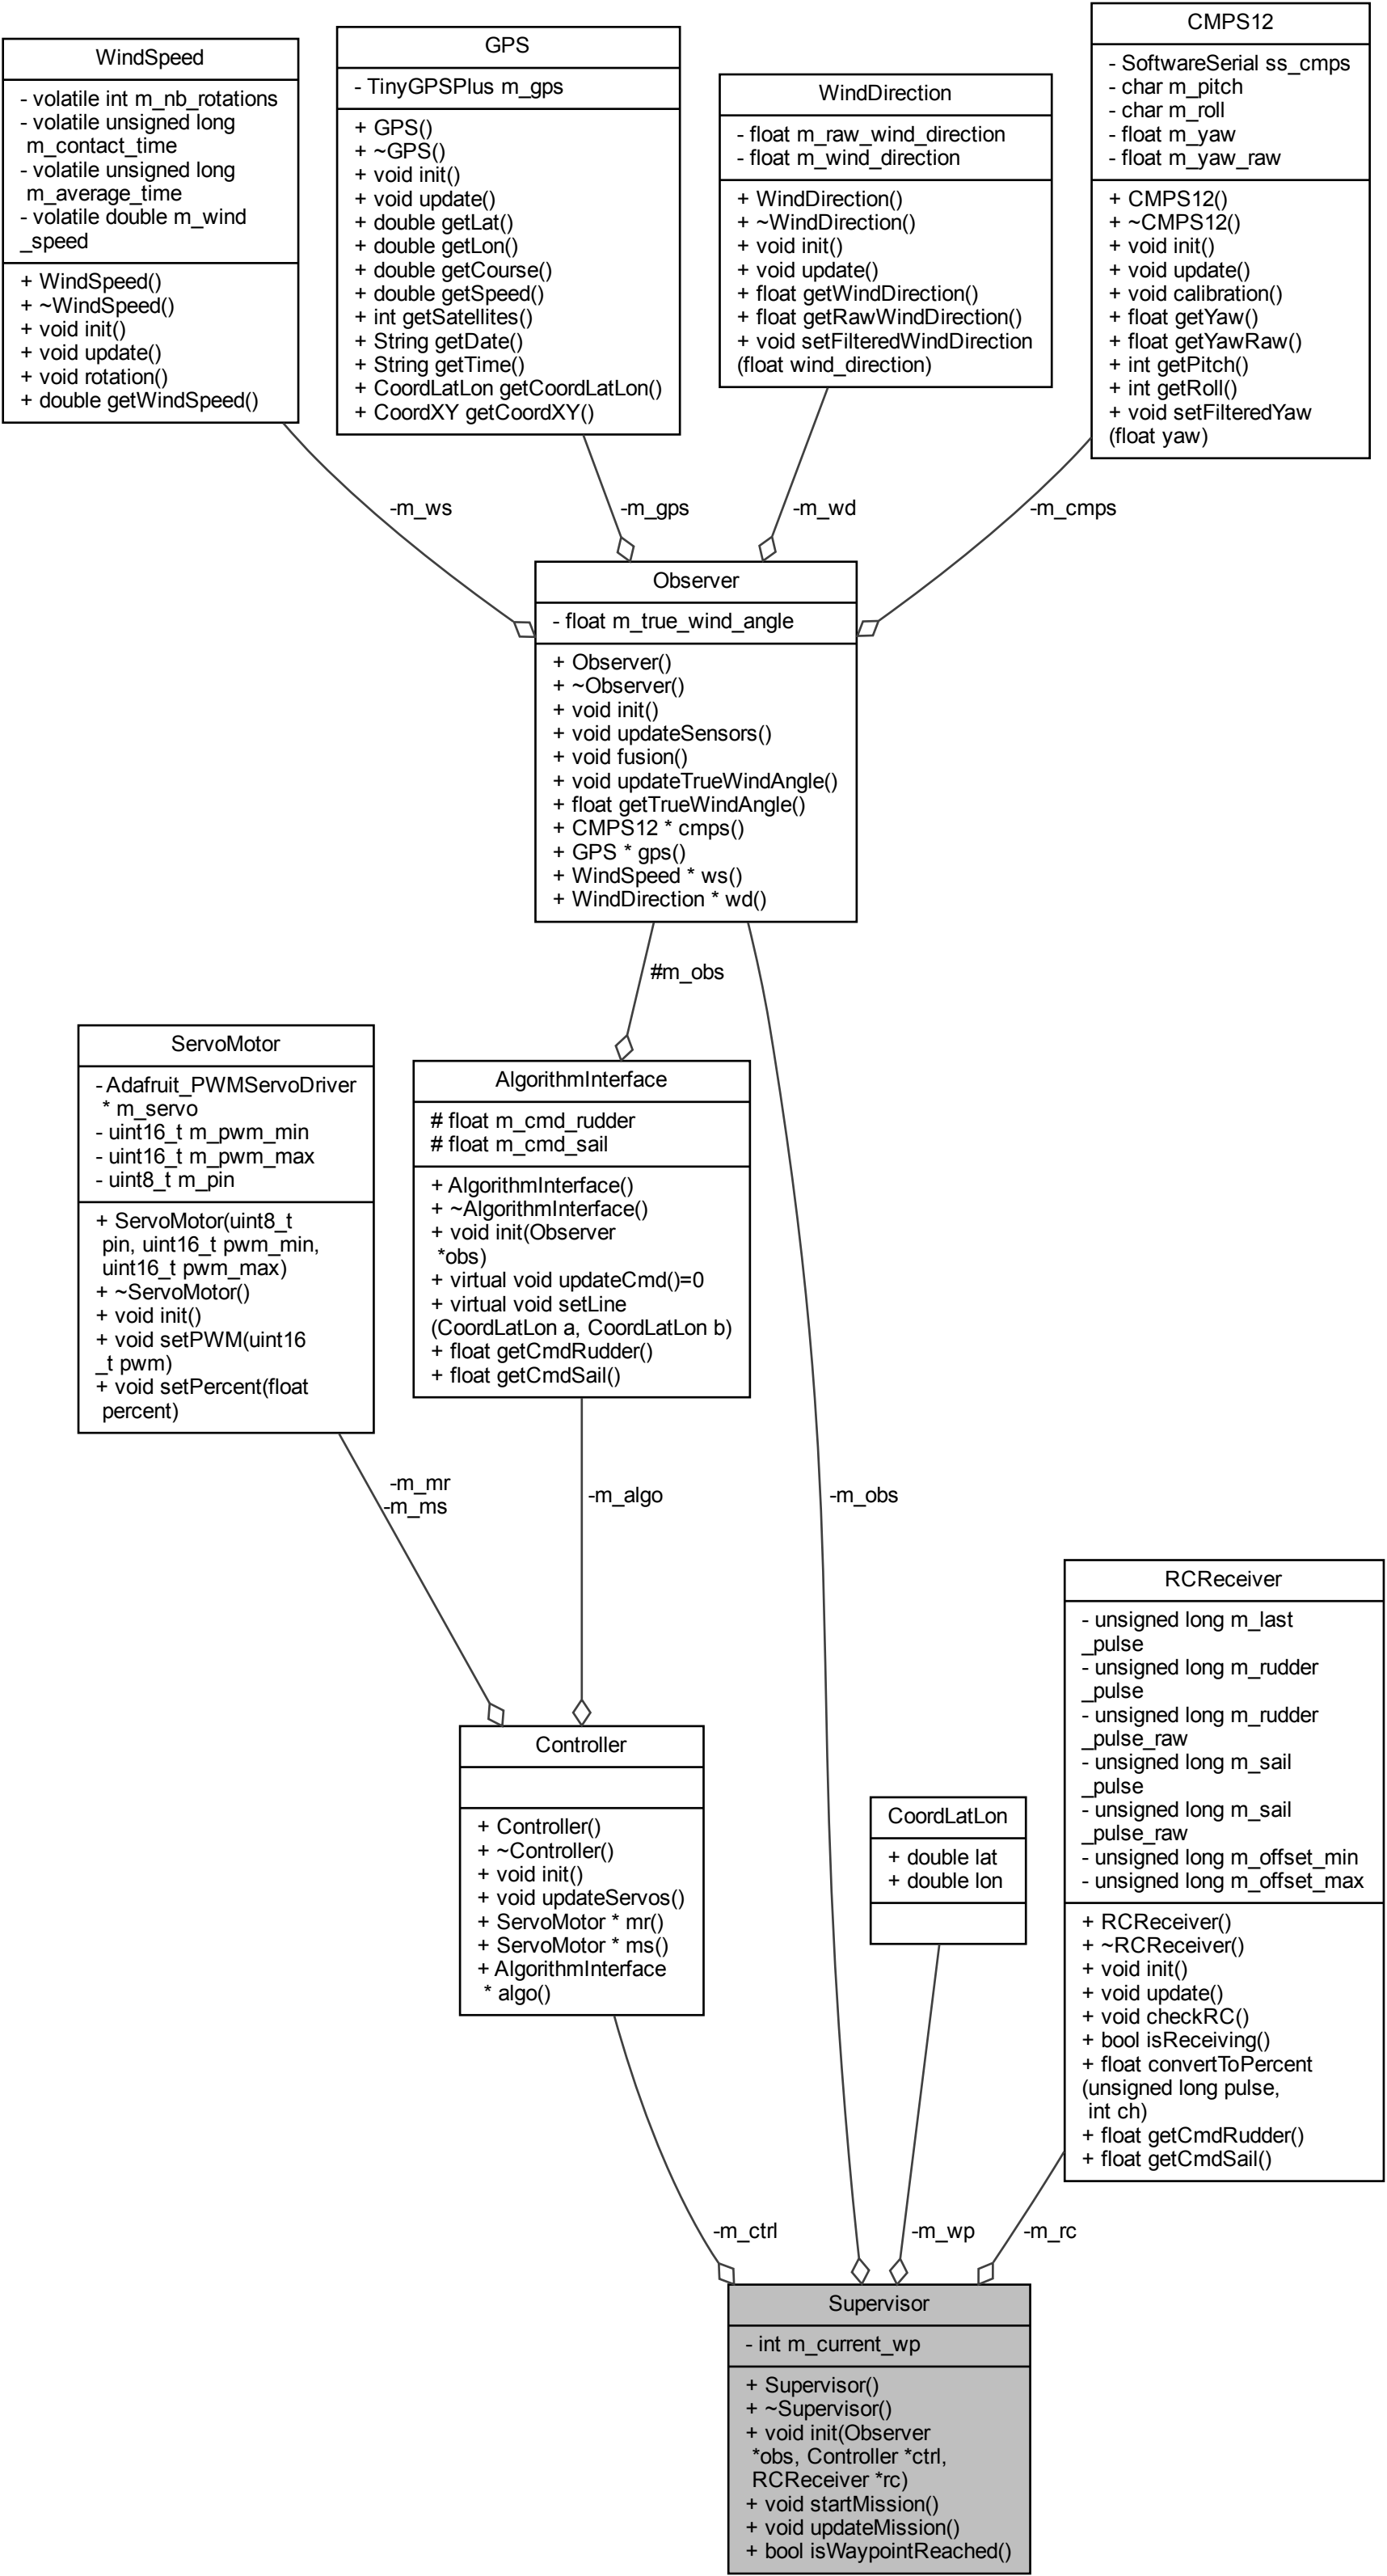 WindSpeed
- volatile int m_nb_rotations
- volatile unsigned long
m_contact_time
- volatile unsigned long
m_average_time
- volatile double m_wind
_speed
+ WindSpeed()
+ ~WindSpeed()
+ void init()
+ void update()
+ void rotation()
+ double getWindSpeed()
GPS
- TinyGPSPlus m_gps
+ GPS()
+ ~GPS()
+ void init()
+ void update()
+ double getLat()
+ double getLon()
+ double getCourse()
+ double getSpeed()
+ int getSatellites()
+ String getDate()
+ String getTime()
+ CoordLatLon getCoordLatLon()
+ CoordXY getCoordXY()
WindDirection
- float m_raw_wind_direction
- float m_wind_direction
+ WindDirection()
+ ~WindDirection()
+ void init()
+ void update()
+ float getWindDirection()
+ float getRawWindDirection()
+ void setFilteredWindDirection
(float wind_direction)
CMPS12
- SoftwareSerial ss_cmps
- char m_pitch
- char m_roll
- float m_yaw
- float m_yaw_raw
+ CMPS12()
+ ~CMPS12()
+ void init()
+ void update()
+ void calibration()
+ float getYaw()
+ float getYawRaw()
+ int getPitch()
+ int getRoll()
+ void setFilteredYaw
(float yaw)
-m_ws
-m_gps
-m_wd
-m_cmps
Observer
- float m_true_wind_angle
+ Observer()
+ ~Observer()
+ void init()
+ void updateSensors()
+ void fusion()
+ void updateTrueWindAngle()
+ float getTrueWindAngle()
+ CMPS12 * cmps()
+ GPS * gps()
+ WindSpeed * ws()
+ WindDirection * wd()
#m_obs
ServoMotor
- Adafruit_PWMServoDriver
* m_servo
- uint16_t m_pwm_min
- uint16_t m_pwm_max
- uint8_t m_pin
+ ServoMotor(uint8_t
pin, uint16_t pwm_min,
uint16_t pwm_max)
+ ~ServoMotor()
+ void init()
+ void setPWM(uint16
_t pwm)
+ void setPercent(float
percent)
AlgorithmInterface
# float m_cmd_rudder
# float m_cmd_sail
+ AlgorithmInterface()
+ ~AlgorithmInterface()
+ void init(Observer
*obs)
+ virtual void updateCmd()=0
+ virtual void setLine
(CoordLatLon a, CoordLatLon b)
+ float getCmdRudder()
+ float getCmdSail()
-m_mr
-m_ms
-m_algo
-m_obs
RCReceiver
- unsigned long m_last
_pulse
- unsigned long m_rudder
_pulse
- unsigned long m_rudder
_pulse_raw
- unsigned long m_sail
_pulse
- unsigned long m_sail
_pulse_raw
- unsigned long m_offset_min
- unsigned long m_offset_max
+ RCReceiver()
+ ~RCReceiver()
+ void init()
+ void update()
+ void checkRC()
+ bool isReceiving()
+ float convertToPercent
(unsigned long pulse,
int ch)
+ float getCmdRudder()
+ float getCmdSail()
Controller
+ Controller()
+ ~Controller()
+ void init()
+ void updateServos()
+ ServoMotor * mr()
+ ServoMotor * ms()
+ AlgorithmInterface
* algo()
CoordLatLon
+ double lat
+ double lon
-m_ctrl
-m_wp
-m_rc
Supervisor
- int m_current_wp
+ Supervisor()
+ ~Supervisor()
+ void init(Observer
*obs, Controller *ctrl,
RCReceiver *rc)
+ void startMission()
+ void updateMission()
+ bool isWaypointReached()